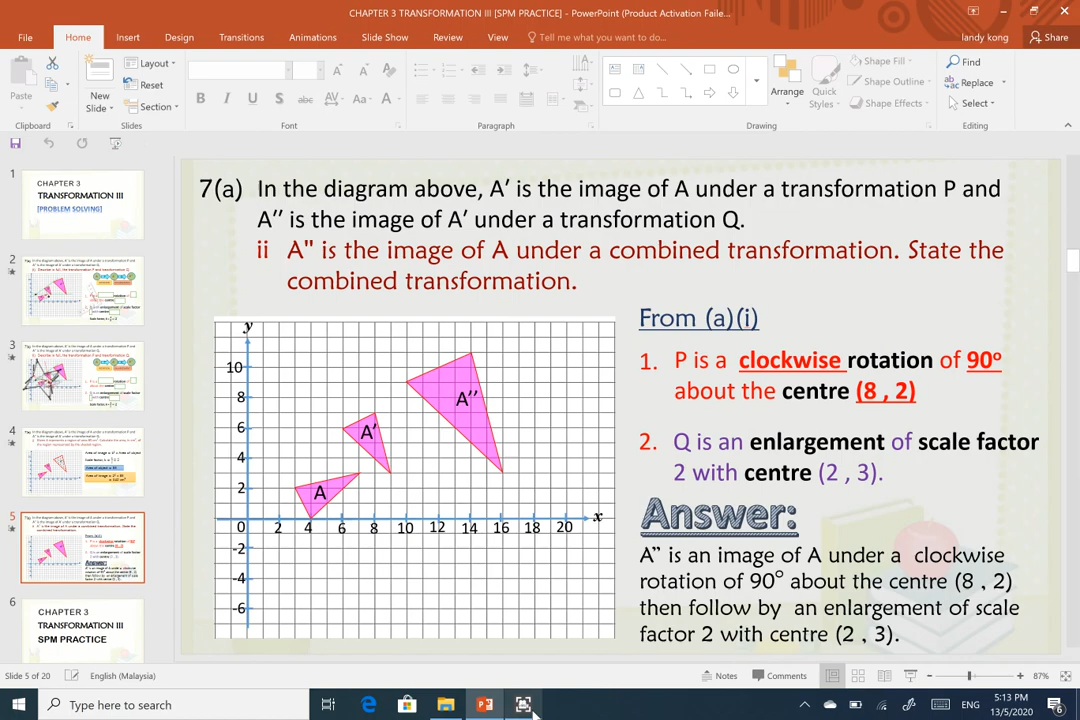 CHAPTER 3 TRANSFORMATION III [SPM PRACTICE] - PowerPoint (Product Activation Faile...
File Home Insert Design Transitions Animations Slide Show Review View Tell me what you want to do... landy kong Share
Paste
Clipboard
New Slide
Layout
Reset
Section
Slides
B I U S abc AV Aa A
Font
Paragraph
Arrange
Quick Styles
Shape Fill
Shape Outline
Shape Effects
Drawing
Find
Replace
Select
Editing
1
CHAPTER 3
TRANSFORMATION III
[PROBLEM SOLVING]
2
3
4
5
6
CHAPTER 3
TRANSFORMATION III
SPM PRACTICE
7(a) In the diagram above, A' is the image of A under a transformation P and
A'' is the image of A' under a transformation Q.
ii A" is the image of A under a combined transformation. State the
combined transformation.
y
10
8
6
4
2
0 2 4 6 8 10 12 14 16 18 20 x
-2
-4
-6
A
A'
A''
From (a)(i)
1. P is a clockwise rotation of 90º
about the centre (8 , 2)
2. Q is an enlargement of scale factor
2 with centre (2 , 3).
Answer:
A” is an image of A under a clockwise
rotation of 90° about the centre (8 , 2)
then follow by an enlargement of scale
factor 2 with centre (2 , 3).
Slide 5 of 20 English (Malaysia) Notes Comments 87%
Type here to search
ENG
5:13 PM
13/5/2020
6